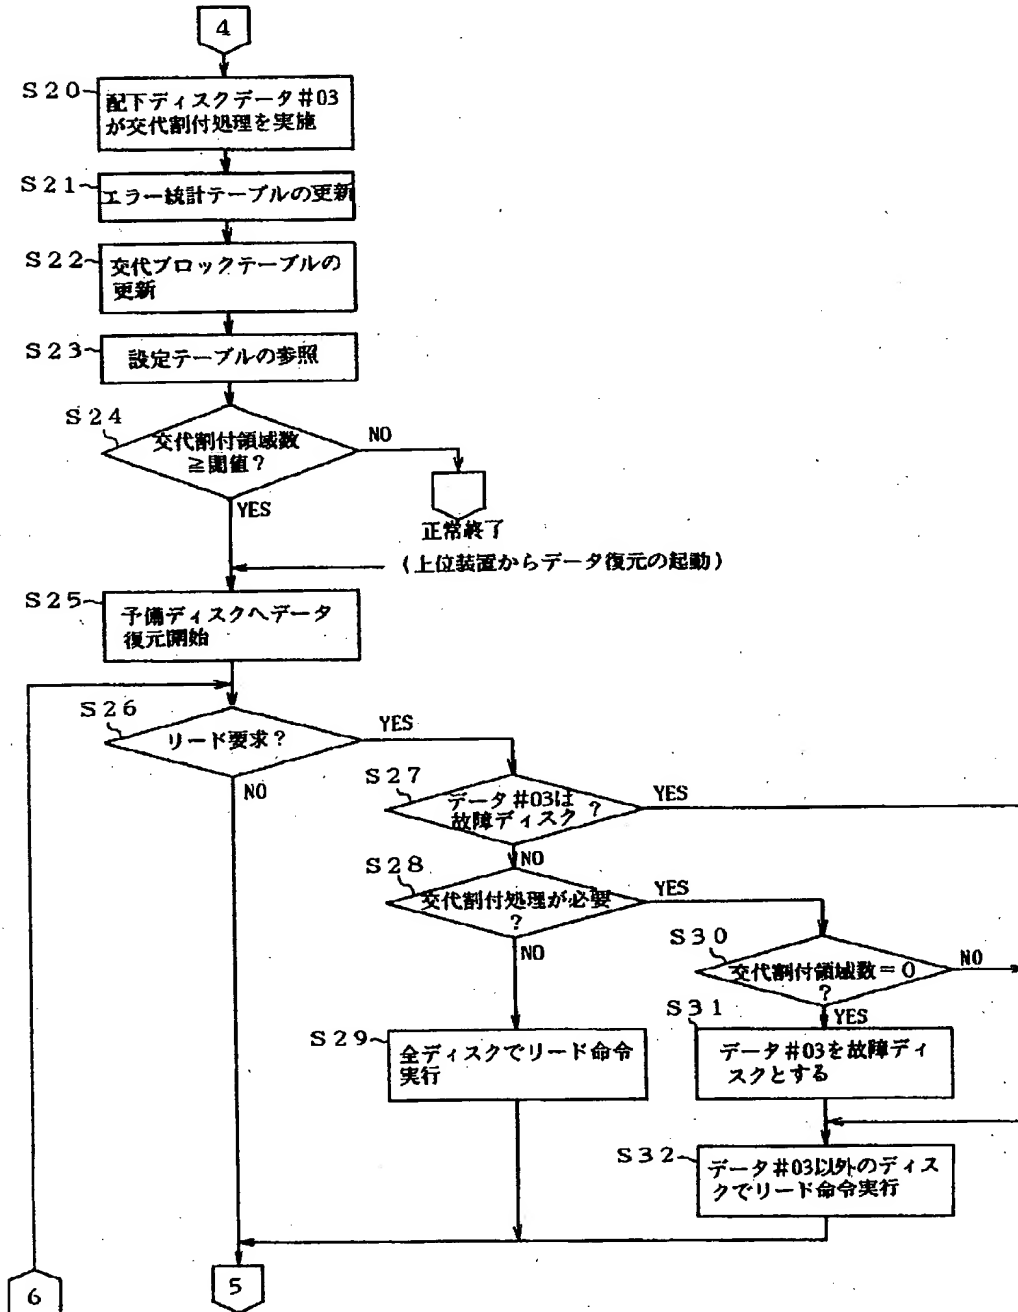 4
S20
配下ディスクデータ#03
が交代割付処理を実施
S21
エラー統計テーブルの更新
S22
交代ブロックテーブルの
更新
S23
設定テーブルの参照
S24
交代割付領域数
≧閾値?
NO
YES
正常終了
(上位装置からデータ復元の起動)
S25
予備ディスクへデータ
復元開始
S26
リード要求?
YES
NO
S27
データ#03は
故障ディスク?
YES
NO
S28
交代割付処理が必要
?
YES
NO
S30
交代割付領域数=0
?
NO
YES
S29
全ディスクでリード命令
実行
S31
データ#03を故障ディ
スクとする
S32
データ#03以外のディス
クでリード命令実行
6
5